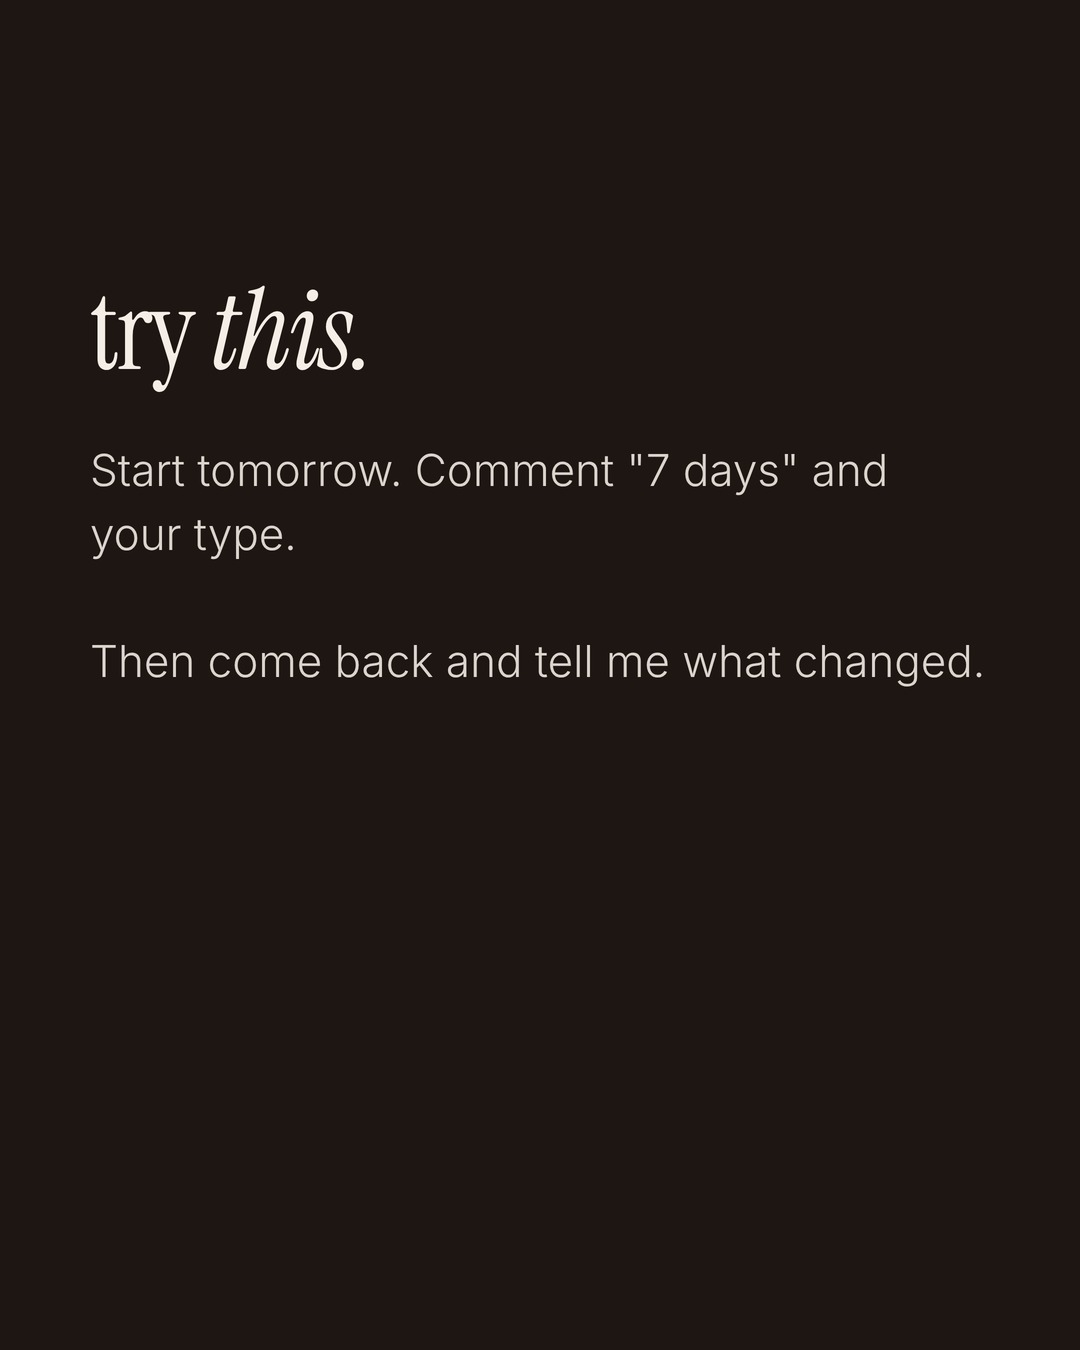 try this.
Start tomorrow. Comment "7 days" and
your type.
Then come back and tell me what changed.